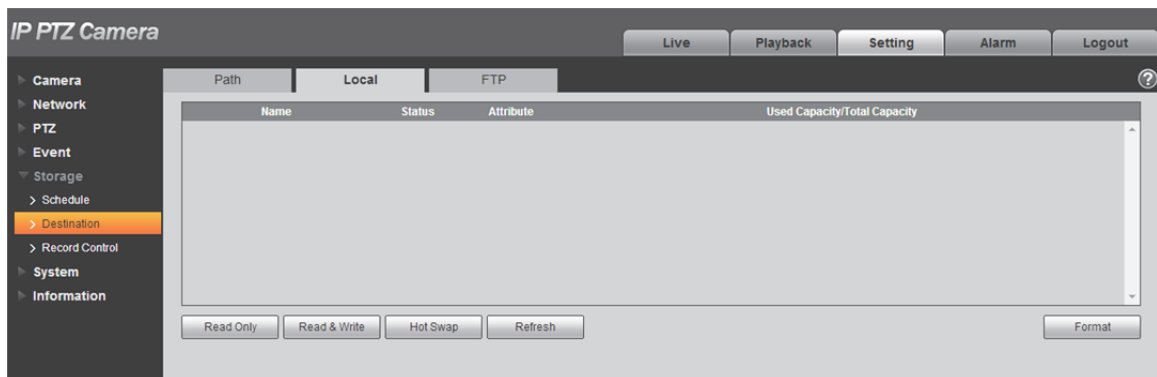 IP PTZ Camera
Live Playback Setting Alarm Logout
Camera
Network
PTZ
Event
Storage
Schedule
Destination
Record Control
System
Information
Path Local FTP
?
Name Status Attribute Used Capacity/Total Capacity
Read Only Read & Write Hot Swap Refresh Format